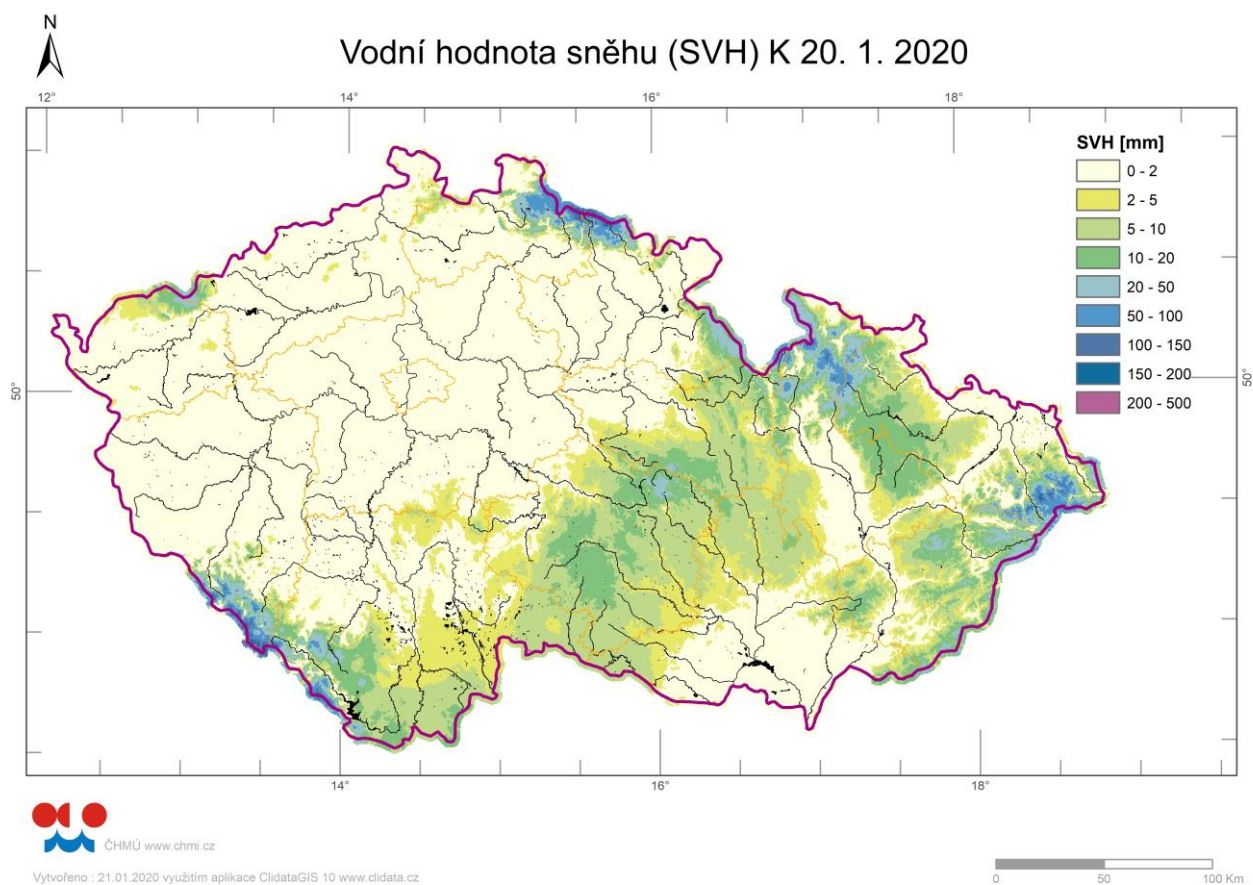 N
Vodní hodnota sněhu (SVH) K 20. 1. 2020
12° 14° 16° 18°
SVH [mm]
0 - 2
2 - 5
5 - 10
10 - 20
20 - 50
50 - 100
100 - 150
150 - 200
200 - 500
50° 50°
14° 16° 18°
ČHMÚ www.chmi.cz
Vytvořeno : 21.01.2020 využitím aplikace ClidataGIS 10 www.clidata.cz
0 50 100 Km